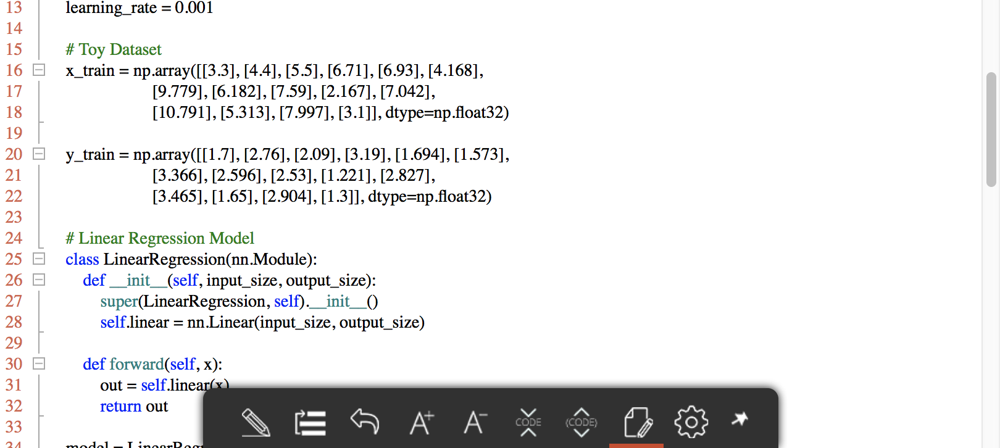 13 learning_rate = 0.001
14
15 # Toy Dataset
16 x_train = np.array([[3.3], [4.4], [5.5], [6.71], [6.93], [4.168],
17 [9.779], [6.182], [7.59], [2.167], [7.042],
18 [10.791], [5.313], [7.997], [3.1]], dtype=np.float32)
19
20 y_train = np.array([[1.7], [2.76], [2.09], [3.19], [1.694], [1.573],
21 [3.366], [2.596], [2.53], [1.221], [2.827],
22 [3.465], [1.65], [2.904], [1.3]], dtype=np.float32)
23
24 # Linear Regression Model
25 class LinearRegression(nn.Module):
26 def __init__(self, input_size, output_size):
27 super(LinearRegression, self).__init__()
28 self.linear = nn.Linear(input_size, output_size)
29
30 def forward(self, x):
31 out = self.linear(x)
32 return out
33
34 model =
A+ A- CODE (CODE)